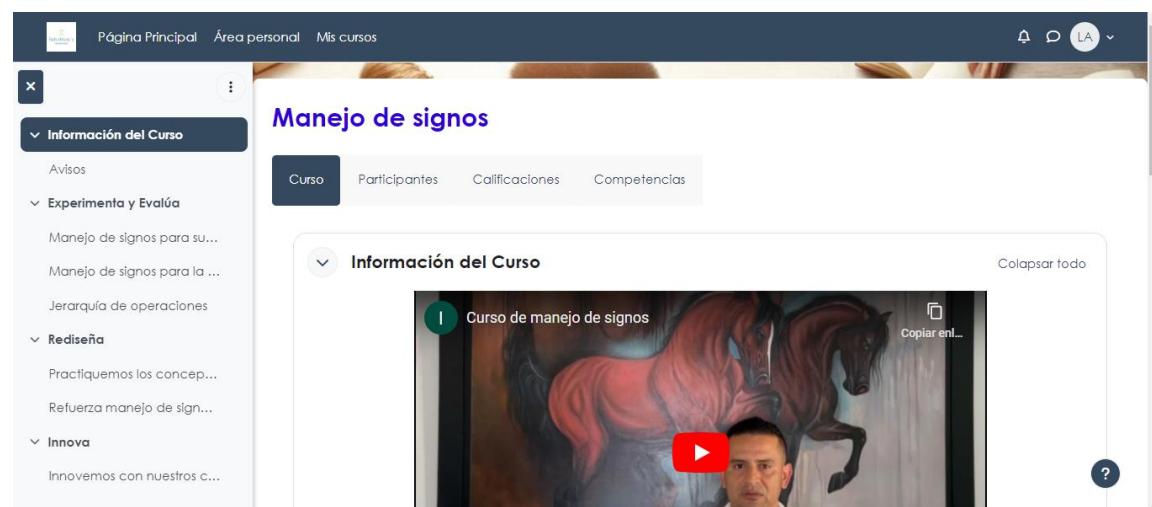 Página Principal Área personal Mis cursos LA
Información del Curso
Avisos
Experimenta y Evalúa
Manejo de signos para su...
Manejo de signos para la ...
Jerarquía de operaciones
Rediseña
Practiquemos los concep...
Refuerza manejo de sign...
Innova
Innovemos con nuestros c...
Manejo de signos
Curso Participantes Calificaciones Competencias
Información del Curso Colapsar todo
I Curso de manejo de signos
Copiar enl...
?